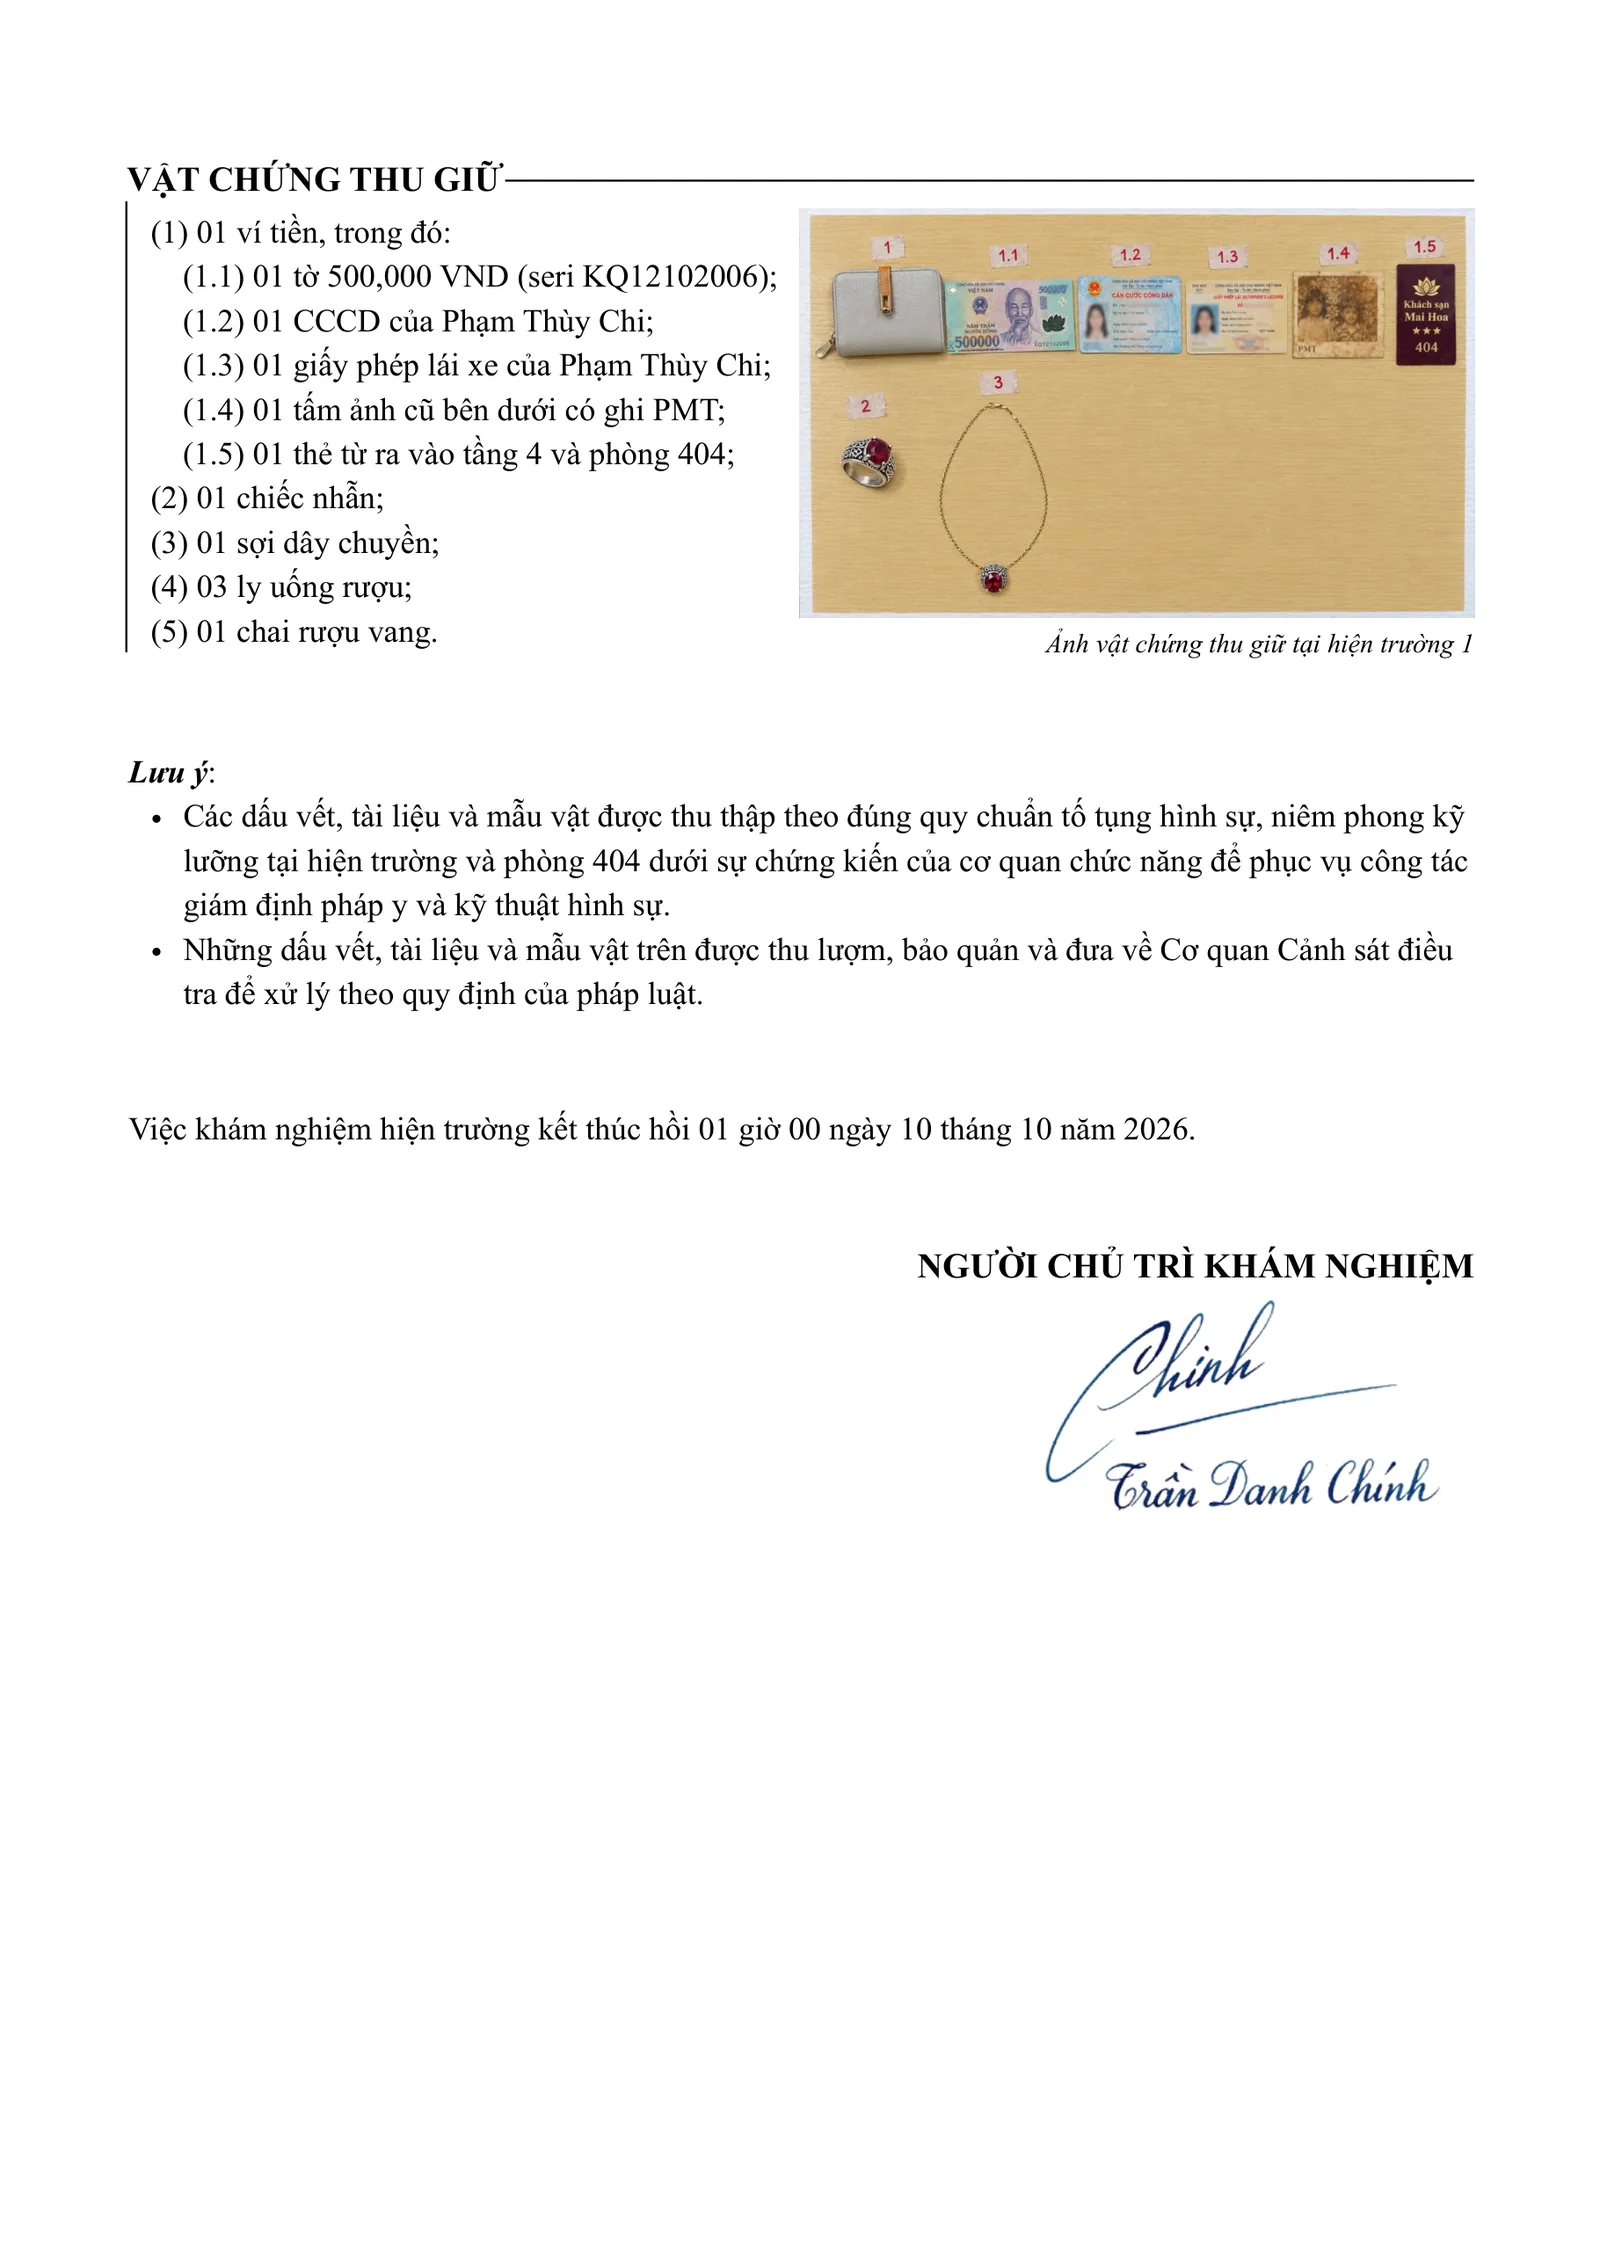 VẬT CHỨNG THU GIỮ
(1) 01 ví tiền, trong đó:
(1.1) 01 tờ 500,000 VND (seri KQ12102006);
(1.2) 01 CCCD của Phạm Thùy Chi;
(1.3) 01 giấy phép lái xe của Phạm Thùy Chi;
(1.4) 01 tấm ảnh cũ bên dưới có ghi PMT;
(1.5) 01 thẻ từ ra vào tầng 4 và phòng 404;
(2) 01 chiếc nhẫn;
(3) 01 sợi dây chuyền;
(4) 03 ly uống rượu;
(5) 01 chai rượu vang.
1
1.1
1.2
1.3
1.4
1.5
VIỆT NAM
500000
NĂM TRĂM
NGHÌN ĐỒNG
500000
KQ12102006
CĂN CƯỚC CÔNG DÂN
PMT
Khách sạn
Mai Hoa
404
2
3
Ảnh vật chứng thu giữ tại hiện trường 1
Lưu ý:
Các dấu vết, tài liệu và mẫu vật được thu thập theo đúng quy chuẩn tố tụng hình sự, niêm phong kỹ
lưỡng tại hiện trường và phòng 404 dưới sự chứng kiến của cơ quan chức năng để phục vụ công tác
giám định pháp y và kỹ thuật hình sự.
Những dấu vết, tài liệu và mẫu vật trên được thu lượm, bảo quản và đưa về Cơ quan Cảnh sát điều
tra để xử lý theo quy định của pháp luật.
Việc khám nghiệm hiện trường kết thúc hồi 01 giờ 00 ngày 10 tháng 10 năm 2026.
NGƯỜI CHỦ TRÌ KHÁM NGHIỆM
Chính
Trần Danh Chính